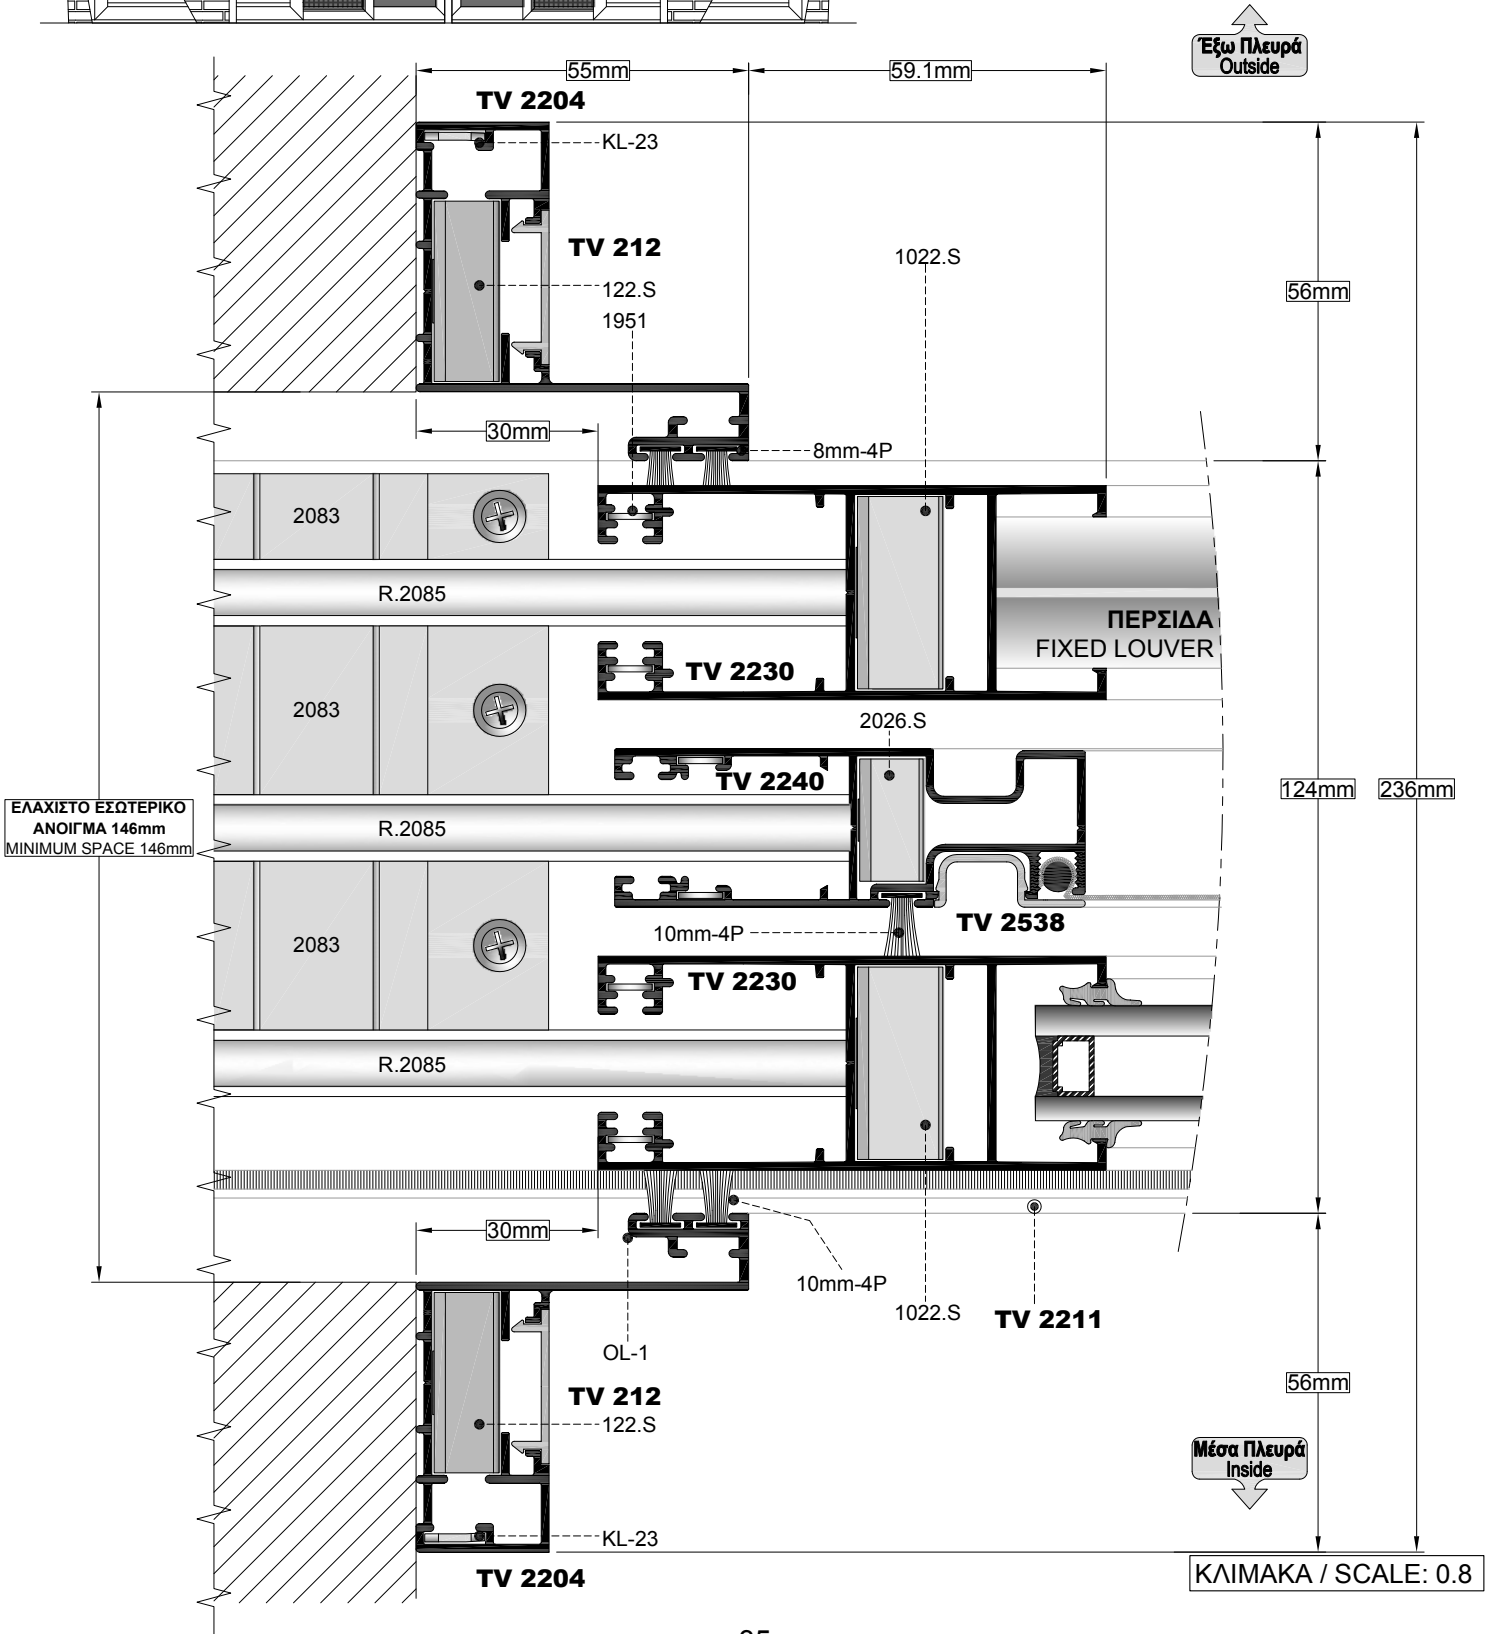 Έξω Πλευρά
Outside
55mm
59.1mm
TV 2204
KL-23
TV 212
1022.S
122.S
56mm
1951
30mm
8mm-4P
2083
R.2085
ΠΕΡΣΙΔΑ
FIXED LOUVER
TV 2230
2083
2026.S
TV 2240
124mm
236mm
ΕΛΑΧΙΣΤΟ ΕΣΩΤΕΡΙΚΟ
ΑΝΟΙΓΜΑ 146mm
MINIMUM SPACE 146mm
R.2085
TV 2538
10mm-4P
2083
TV 2230
R.2085
30mm
10mm-4P
1022.S
TV 2211
OL-1
56mm
TV 212
122.S
Μέσα Πλευρά
Inside
KL-23
TV 2204
ΚΛΙΜΑΚΑ / SCALE: 0.8